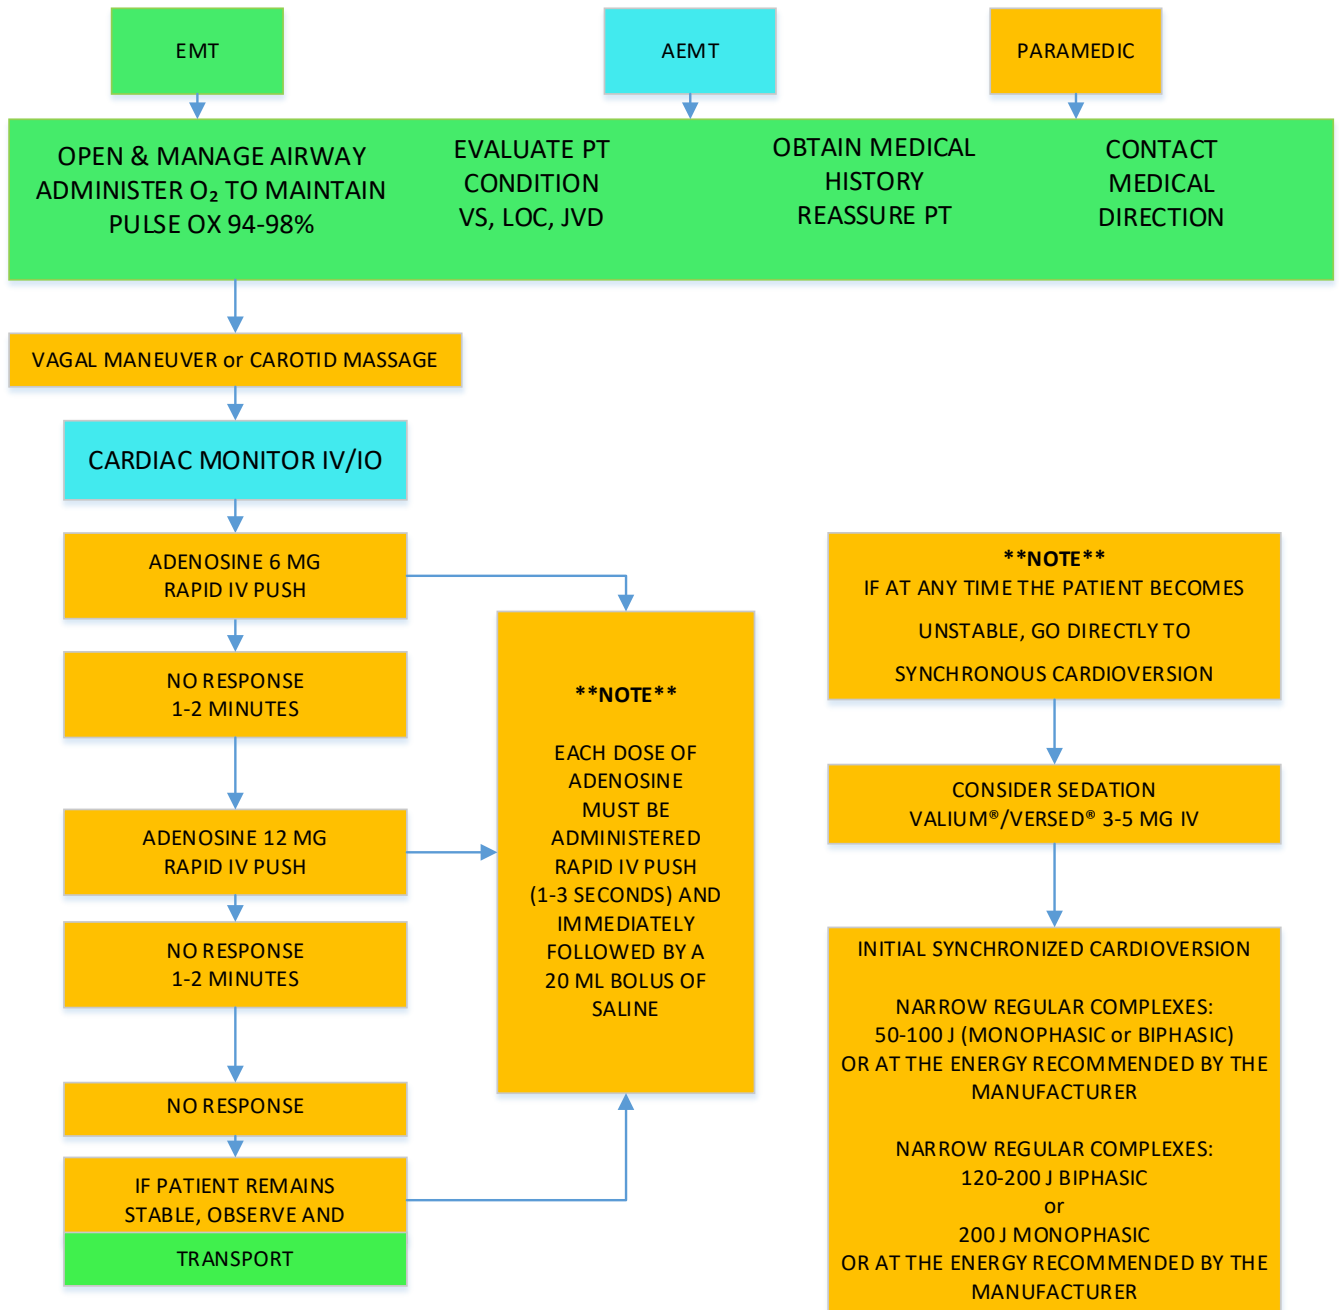 EMT
AEMT
PARAMEDIC
OPEN & MANAGE AIRWAY
ADMINISTER O₂ TO MAINTAIN
PULSE OX 94-98%
EVALUATE PT
CONDITION
VS, LOC, JVD
OBTAIN MEDICAL
HISTORY
REASSURE PT
CONTACT
MEDICAL
DIRECTION
VAGAL MANEUVER or CAROTID MASSAGE
CARDIAC MONITOR IV/IO
ADENOSINE 6 MG
RAPID IV PUSH
NO RESPONSE
1-2 MINUTES
ADENOSINE 12 MG
RAPID IV PUSH
NO RESPONSE
1-2 MINUTES
NO RESPONSE
IF PATIENT REMAINS
STABLE, OBSERVE AND
TRANSPORT
**NOTE**
EACH DOSE OF
ADENOSINE
MUST BE
ADMINISTERED
RAPID IV PUSH
(1-3 SECONDS) AND
IMMEDIATELY
FOLLOWED BY A
20 ML BOLUS OF
SALINE
**NOTE**
IF AT ANY TIME THE PATIENT BECOMES
UNSTABLE, GO DIRECTLY TO
SYNCHRONOUS CARDIOVERSION
CONSIDER SEDATION
VALIUM®/VERSED® 3-5 MG IV
INITIAL SYNCHRONIZED CARDIOVERSION
NARROW REGULAR COMPLEXES:
50-100 J (MONOPHASIC or BIPHASIC)
OR AT THE ENERGY RECOMMENDED BY THE
MANUFACTURER
NARROW REGULAR COMPLEXES:
120-200 J BIPHASIC
or
200 J MONOPHASIC
OR AT THE ENERGY RECOMMENDED BY THE
MANUFACTURER